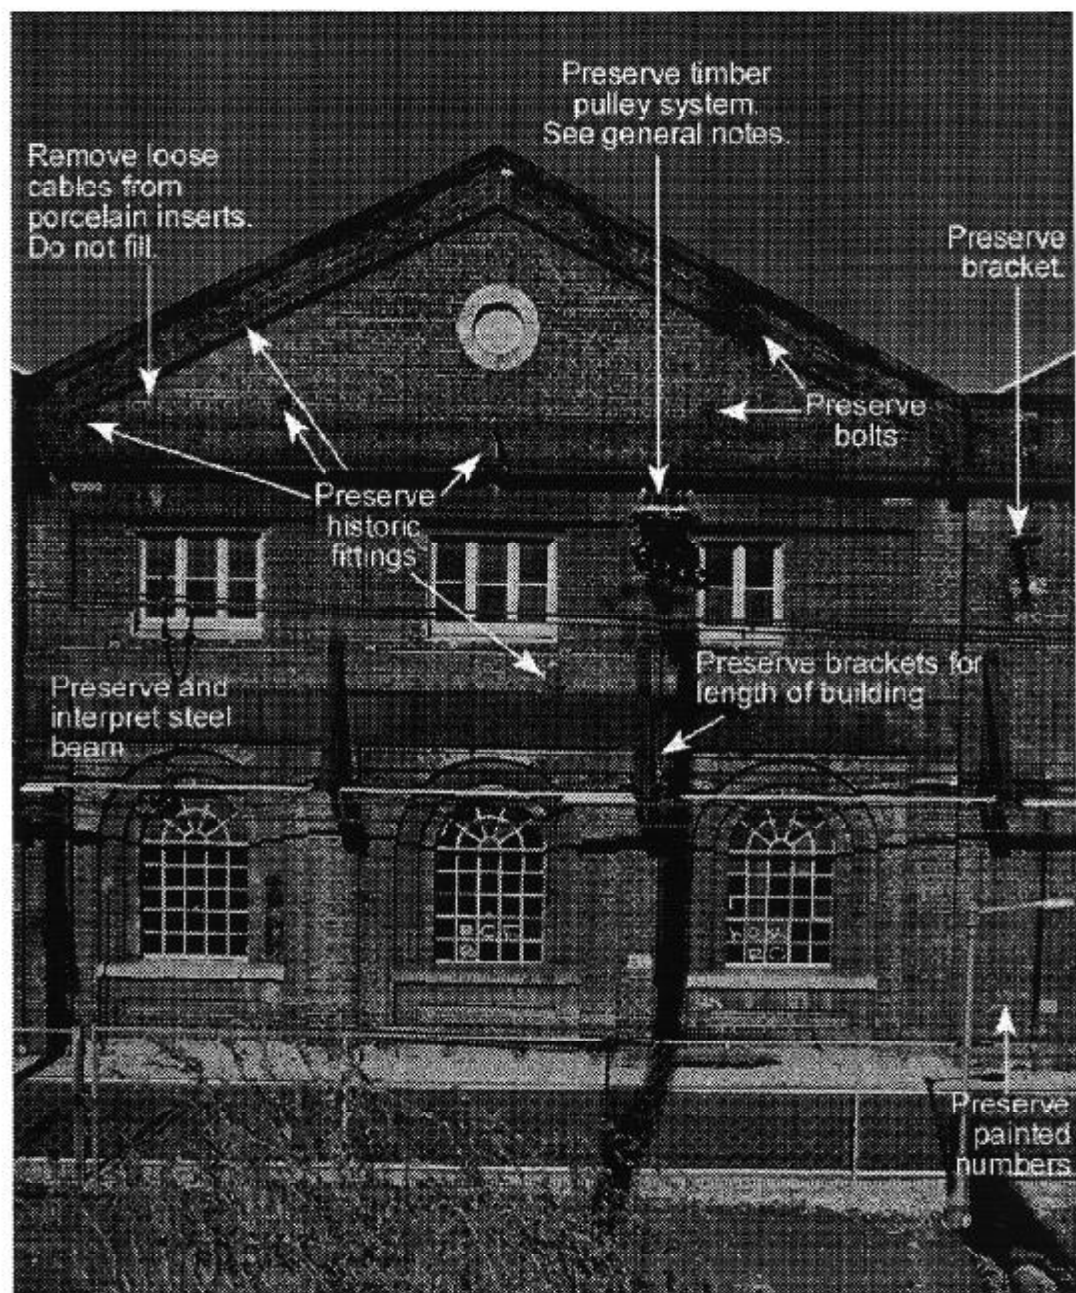 Preserve timber
pulley system.
See general notes.
Remove loose
cables from
porcelain inserts.
Do not fill.
Preserve
bracket.
Preserve
bolts
Preserve
historic
fittings
Preserve brackets for
length of building
Preserve and
interpret steel
beam
Preserve
painted
numbers